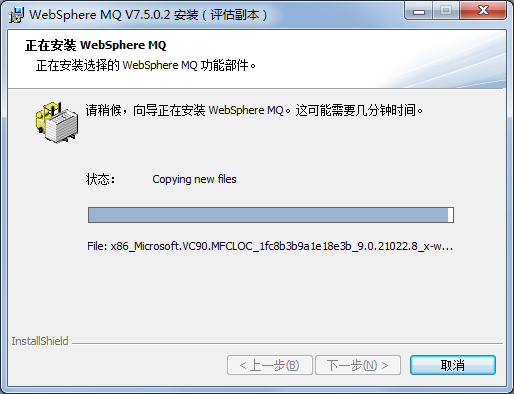 WebSphere MQ V7.5.0.2 安装（评估副本）
正在安装 WebSphere MQ
正在安装选择的 WebSphere MQ 功能部件。
请稍候，向导正在安装 WebSphere MQ。这可能需要几分钟时间。
状态： Copying new files
File: x86_Microsoft.VC90.MFCLOC_1fc8b3b9a1e18e3b_9.0.21022.8_x-w...
InstallShield
< 上一步(B) 下一步(N) > 取消